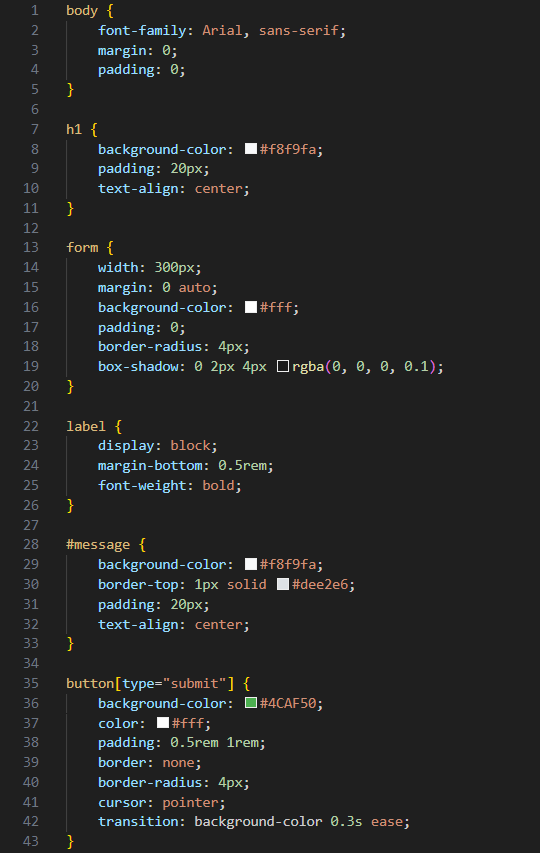 1 body {
2 font-family: Arial, sans-serif;
3 margin: 0;
4 padding: 0;
5 }
6
7 h1 {
8 background-color: #f8f9fa;
9 padding: 20px;
10 text-align: center;
11 }
12
13 form {
14 width: 300px;
15 margin: 0 auto;
16 background-color: #fff;
17 padding: 0;
18 border-radius: 4px;
19 box-shadow: 0 2px 4px rgba(0, 0, 0, 0.1);
20 }
21
22 label {
23 display: block;
24 margin-bottom: 0.5rem;
25 font-weight: bold;
26 }
27
28 #message {
29 background-color: #f8f9fa;
30 border-top: 1px solid #dee2e6;
31 padding: 20px;
32 text-align: center;
33 }
34
35 button[type="submit"] {
36 background-color: #4CAF50;
37 color: #fff;
38 padding: 0.5rem 1rem;
39 border: none;
40 border-radius: 4px;
41 cursor: pointer;
42 transition: background-color 0.3s ease;
43 }